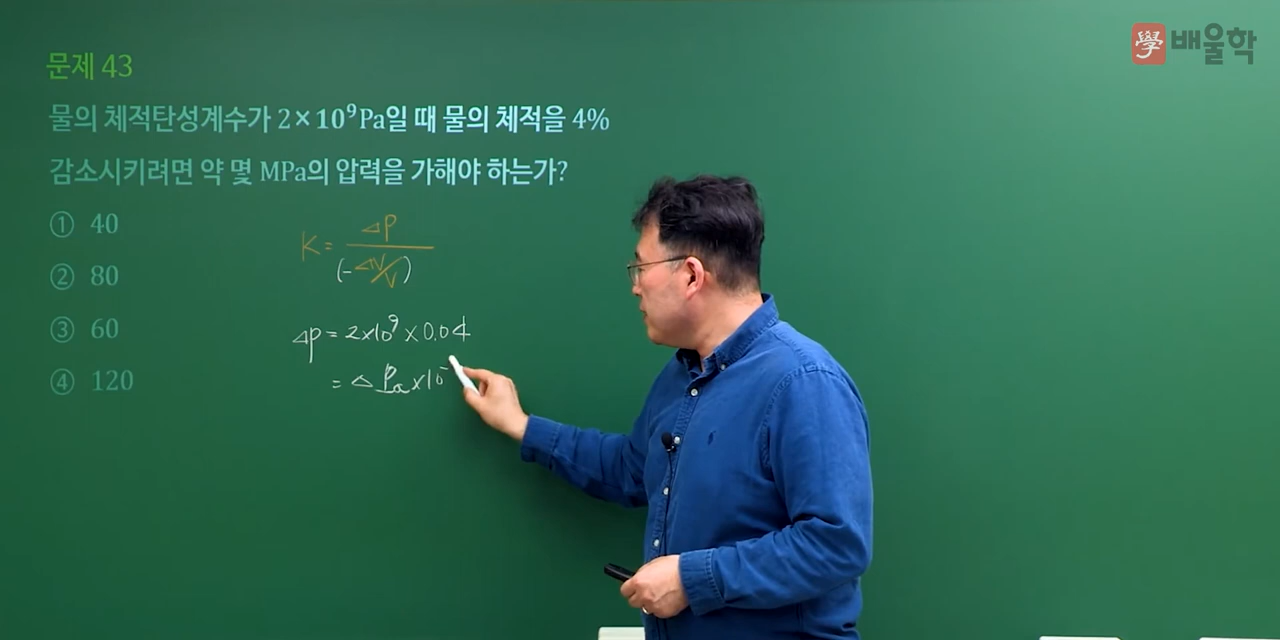 學 배울학
문제 43
물의 체적탄성계수가 2×10⁹Pa일 때 물의 체적을 4%
감소시키려면 약 몇 MPa의 압력을 가해야 하는가?
① 40
② 80
③ 60
④ 120
K = ΔP / (-ΔV/V)
ΔP = 2×10⁹ × 0.04
= Δ Pa × 10⁻